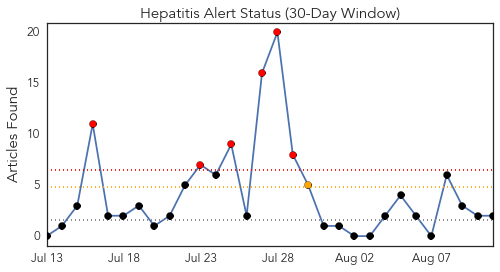 Hepatitis Alert Status (30-Day Window)
20
15
10
5
0
Articles Found
Jul 13 Jul 18 Jul 23 Jul 28 Aug 02 Aug 07